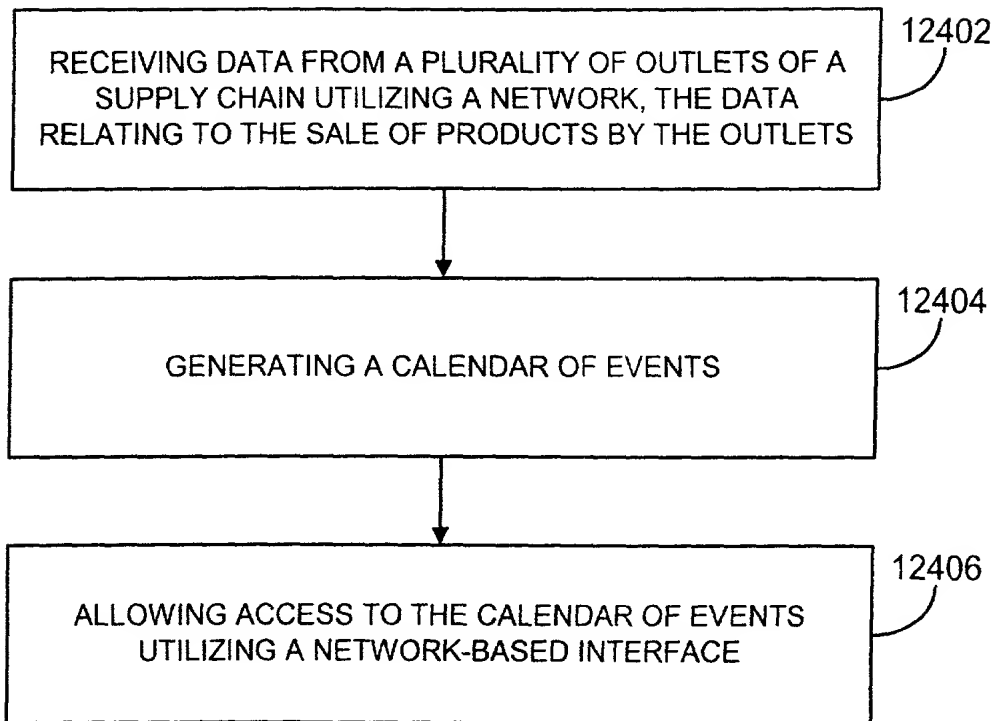 12402
RECEIVING DATA FROM A PLURALITY OF OUTLETS OF A
SUPPLY CHAIN UTILIZING A NETWORK, THE DATA
RELATING TO THE SALE OF PRODUCTS BY THE OUTLETS
12404
GENERATING A CALENDAR OF EVENTS
12406
ALLOWING ACCESS TO THE CALENDAR OF EVENTS
UTILIZING A NETWORK-BASED INTERFACE